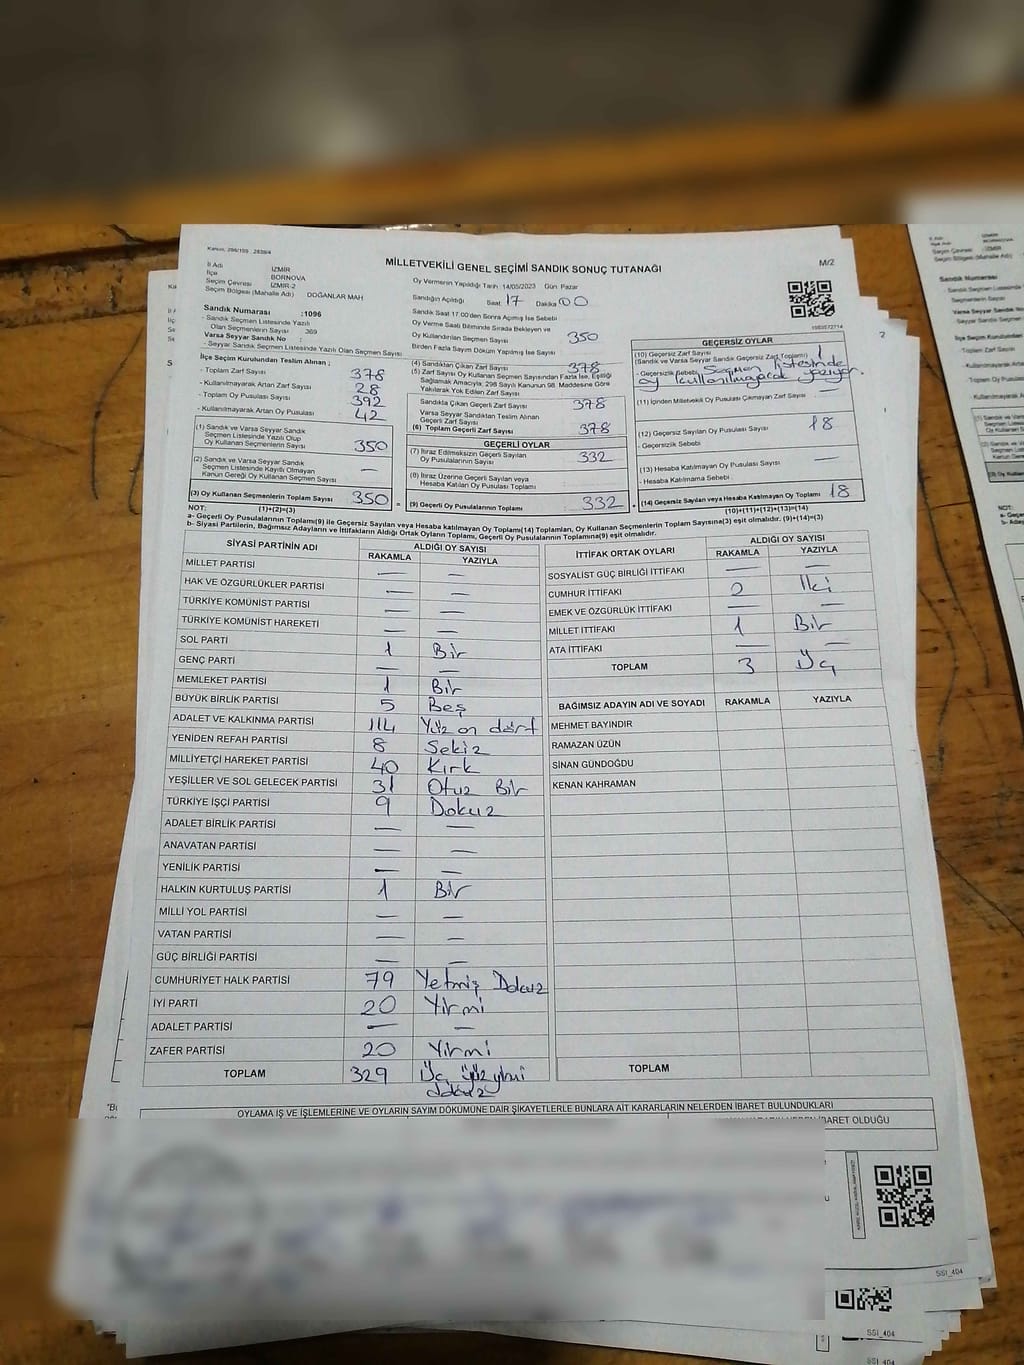 Kanun, 298/105 : 2839/4
MİLLETVEKİLİ GENEL SEÇİMİ SANDIK SONUÇ TUTANAĞI
M/2
İl Adı İZMİR
İlçe BORNOVA
Seçim Çevresi İZMİR-2
Seçim Bölgesi (Mahalle Adı) : DOĞANLAR MAH
Oy Vermenin Yapıldığı Tarih : 14/05/2023 Gün Pazar
Sandığın Açıldığı Saat 17 Dakika 00
Sandık Numarası :1096
- Sandık Seçmen Listesinde Yazılı
Olan Seçmenlerin Sayısı 369
Varsa Seyyar Sandık No :
- Seyyar Sandık Seçmen Listesinde Yazılı Olan Seçmen Sayısı
Sandık Saat 17.00'den Sonra Açılmış İse Sebebi
Oy Verme Saati Bitiminde Sırada Bekleyen ve
Oy Kullandırılan Seçmen Sayısı 350
Birden Fazla Sayım Döküm Yapılmış İse Sayısı
1983572714
İlçe Seçim Kurulundan Teslim Alınan ;
- Toplam Zarf Sayısı 378
- Kullanılmayarak Artan Zarf Sayısı 28
- Toplam Oy Pusulası Sayısı 392
- Kullanılmayarak Artan Oy Pusulası 42
(1) Sandık ve Varsa Seyyar Sandık
Seçmen Listesinde Yazılı Olup
Oy Kullanan Seçmenlerin Sayısı 350
(2) Sandık ve Varsa Seyyar Sandık
Seçmen Listesinde Kayıtlı Olmayan
Kanun Gereği Oy Kullanan Seçmen Sayısı —
(3) Oy Kullanan Seçmenlerin Toplam Sayısı 350
(1)+(2)=(3)
(4) Sandıktan Çıkan Zarf Sayısı 378
(5) Zarf Sayısı Oy Kullanan Seçmen Sayısından Fazla İse, Eşitliği
Sağlamak Amacıyla, 298 Sayılı Kanunun 98. Maddesine Göre
Yakılarak Yok Edilen Zarf Sayısı
Sandıkta Çıkan Geçerli Zarf Sayısı 378
Varsa Seyyar Sandıktan Teslim Alınan
Geçerli Zarf Sayısı
(6) Toplam Geçerli Zarf Sayısı 378
GEÇERLİ OYLAR
(7) İtiraz Edilmeksizin Geçerli Sayılan
Oy Pusulalarının Sayısı 332
(8) İtiraz Üzerine Geçerli Sayılan veya
Hesaba Katılan Oy Pusulası Toplamı
(9) Geçerli Oy Pusulalarının Toplamı 332
GEÇERSİZ OYLAR
(10) Geçersiz Zarf Sayısı 1
(Sandık ve Varsa Seyyar Sandık Geçersiz Zarf Toplamı)
- Geçersizlik Sebebi Seçmen listesinde
oy kullanılmayacak yazıyor.
(11) İçinden Milletvekili Oy Pusulası Çıkmayan Zarf Sayısı —
(12) Geçersiz Sayılan Oy Pusulası Sayısı 18
- Geçersizlik Sebebi
(13) Hesaba Katılmayan Oy Pusulası Sayısı —
- Hesaba Katılmama Sebebi
(14) Geçersiz Sayılan veya Hesaba Katılmayan Oy Toplamı 18
(10)+(11)+(12)+(13)=(14)
NOT:
a- Geçerli Oy Pusulalarının Toplamı(9) ile Geçersiz Sayılan veya Hesaba katılmayan Oy Toplam(14) Toplamları, Oy Kullanan Seçmenlerin Toplam Sayısına(3) eşit olmalıdır. (9)+(14)=(3)
b- Siyasi Partilerin, Bağımsız Adayların ve İttifakların Aldığı Ortak Oyların Toplamı, Geçerli Oy Pusulalarının Toplamına(9) eşit olmalıdır.
SİYASİ PARTİNİN ADI ALDIĞI OY SAYISI
RAKAMLA YAZIYLA
MİLLET PARTİSİ — —
HAK VE ÖZGÜRLÜKLER PARTİSİ — —
TÜRKİYE KOMÜNİST PARTİSİ — —
TÜRKİYE KOMÜNİST HAREKETİ — —
SOL PARTİ 1 Bir
GENÇ PARTİ — —
MEMLEKET PARTİSİ 1 Bir
BÜYÜK BİRLİK PARTİSİ 5 Beş
ADALET VE KALKINMA PARTİSİ 114 Yüz on dört
YENİDEN REFAH PARTİSİ 8 Sekiz
MİLLİYETÇİ HAREKET PARTİSİ 40 Kırk
YEŞİLLER VE SOL GELECEK PARTİSİ 31 Otuz Bir
TÜRKİYE İŞÇİ PARTİSİ 9 Dokuz
ADALET BİRLİK PARTİSİ — —
ANAVATAN PARTİSİ — —
YENİLİK PARTİSİ — —
HALKIN KURTULUŞ PARTİSİ 1 Bir
MİLLİ YOL PARTİSİ — —
VATAN PARTİSİ — —
GÜÇ BİRLİĞİ PARTİSİ — —
CUMHURİYET HALK PARTİSİ 79 Yetmiş Dokuz
İYİ PARTİ 20 Yirmi
ADALET PARTİSİ — —
ZAFER PARTİSİ 20 Yirmi
TOPLAM 329 Üç yüz yirmi
dokuz
İTTİFAK ORTAK OYLARI ALDIĞI OY SAYISI
RAKAMLA YAZIYLA
SOSYALİST GÜÇ BİRLİĞİ İTTİFAKI — —
CUMHUR İTTİFAKI 2 İki
EMEK VE ÖZGÜRLÜK İTTİFAKI — —
MİLLET İTTİFAKI 1 Bir
ATA İTTİFAKI — —
TOPLAM 3 Üç
BAĞIMSIZ ADAYIN ADI VE SOYADI RAKAMLA YAZIYLA
MEHMET BAYINDIR
RAMAZAN ÜZÜN
SİNAN GÜNDOĞDU
KENAN KAHRAMAN
TOPLAM
OYLAMA İŞ VE İŞLEMLERİNE VE OYLARIN SAYIM DÖKÜMÜNE DAİR ŞİKAYETLERLE BUNLARA AİT KARARLARIN NELERDEN İBARET BULUNDUKLARI
İBARET OLDUĞU
SSİ_404
SSİ_404
SSİ 404
İZMİR
BORNOVA
İZMİR-2
Sandık Numarası